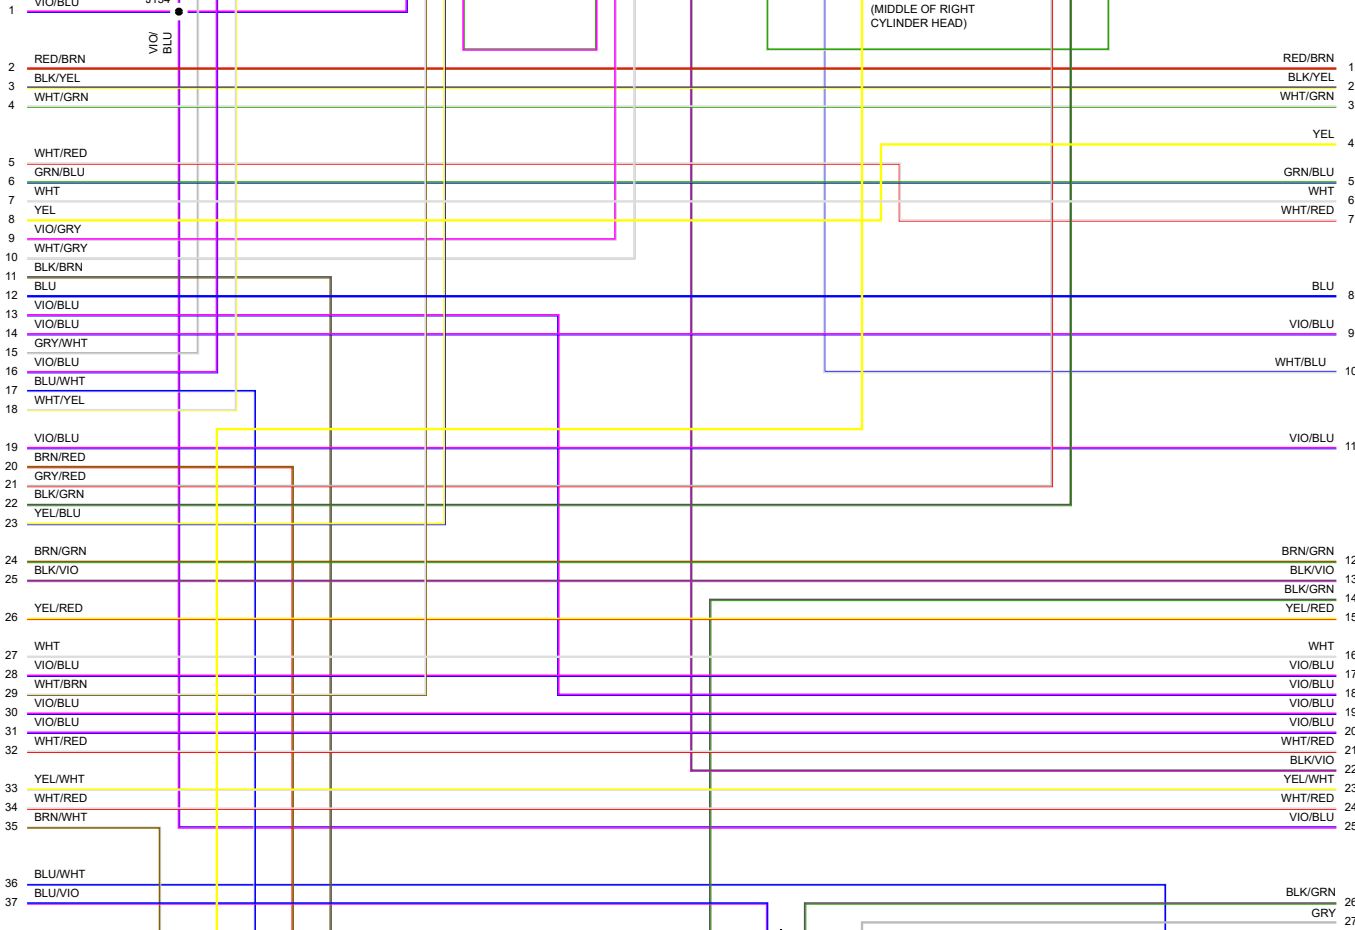 VIO/BLU
1
VIO/
BLU
(MIDDLE OF RIGHT
CYLINDER HEAD)
RED/BRN RED/BRN
2 1
BLK/YEL BLK/YEL
3 2
WHT/GRN WHT/GRN
4 3
YEL
4
WHT/RED
5
GRN/BLU GRN/BLU
6 5
WHT WHT
7 6
YEL WHT/RED
8 7
VIO/GRY
9
WHT/GRY
10
BLK/BRN
11
BLU BLU
12 8
VIO/BLU
13
VIO/BLU VIO/BLU
14 9
GRY/WHT
15
VIO/BLU WHT/BLU
16 10
BLU/WHT
17
WHT/YEL
18
VIO/BLU VIO/BLU
19 11
BRN/RED
20
GRY/RED
21
BLK/GRN
22
YEL/BLU
23
BRN/GRN BRN/GRN
24 12
BLK/VIO BLK/VIO
25 13
BLK/GRN
14
YEL/RED YEL/RED
26 15
WHT WHT
27 16
VIO/BLU VIO/BLU
28 17
WHT/BRN VIO/BLU
29 18
VIO/BLU VIO/BLU
30 19
VIO/BLU VIO/BLU
31 20
WHT/RED WHT/RED
32 21
BLK/VIO
22
YEL/WHT YEL/WHT
33 23
WHT/RED WHT/RED
34 24
BRN/WHT VIO/BLU
35 25
BLU/WHT
36
BLU/VIO BLK/GRN
37 26
GRY
27